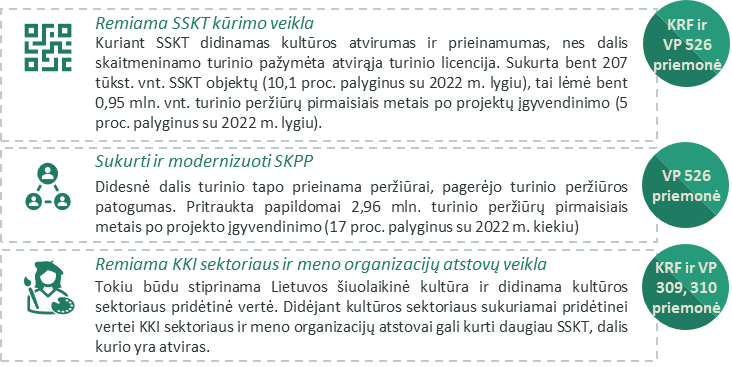 Remiama SSKT kūrimo veikla
Kuriant SSKT didinamas kultūros atvirumas ir prieinamumas, nes dalis
skaitmeninamo turinio pažymėta atvirąja turinio licencija. Sukurta bent 207
tūkst. vnt. SSKT objektų (10,1 proc. palyginus su 2022 m. lygiu), tai lėmė bent
0,95 mln. vnt. turinio peržiūrų pirmaisiais metais po projektų įgyvendinimo (5
proc. palyginus su 2022 m. lygiu).
KRF ir
VP 526
priemonė
Sukurti ir modernizuoti SKPP
Didesnė dalis turinio tapo prieinama peržiūrai, pagerėjo turinio peržiūros
patogumas. Pritraukta papildomai 2,96 mln. turinio peržiūrų pirmaisiais
metais po projekto įgyvendinimo (17 proc. palyginus su 2022 m. kiekiu)
VP 526
priemonė
Remiama KKI sektoriaus ir meno organizacijų atstovų veikla
Tokiu būdu stiprinama Lietuvos šiuolaikinė kultūra ir didinama kultūros
sektoriaus pridėtinė vertė. Didėjant kultūros sektoriaus sukuriamai pridėtinei
vertei KKI sektoriaus ir meno organizacijų atstovai gali kurti daugiau SSKT, dalis
kurio yra atviras.
KRF ir VP
309, 310
priemonė